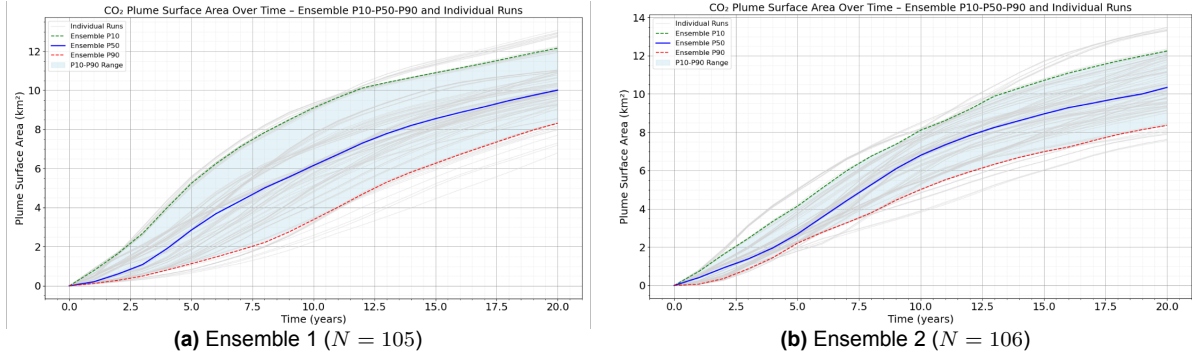 CO₂ Plume Surface Area Over Time – Ensemble P10-P50-P90 and Individual Runs
Individual Runs
Ensemble P10
Ensemble P50
Ensemble P90
P10-P90 Range
Plume Surface Area (km²)
12
10
8
6
4
2
0
0.0 2.5 5.0 7.5 10.0 12.5 15.0 17.5 20.0
Time (years)
(a) Ensemble 1 (N = 105)
CO₂ Plume Surface Area Over Time – Ensemble P10-P50-P90 and Individual Runs
Individual Runs
Ensemble P10
Ensemble P50
Ensemble P90
P10-P90 Range
Plume Surface Area (km²)
14
12
10
8
6
4
2
0
0.0 2.5 5.0 7.5 10.0 12.5 15.0 17.5 20.0
Time (years)
(b) Ensemble 2 (N = 106)